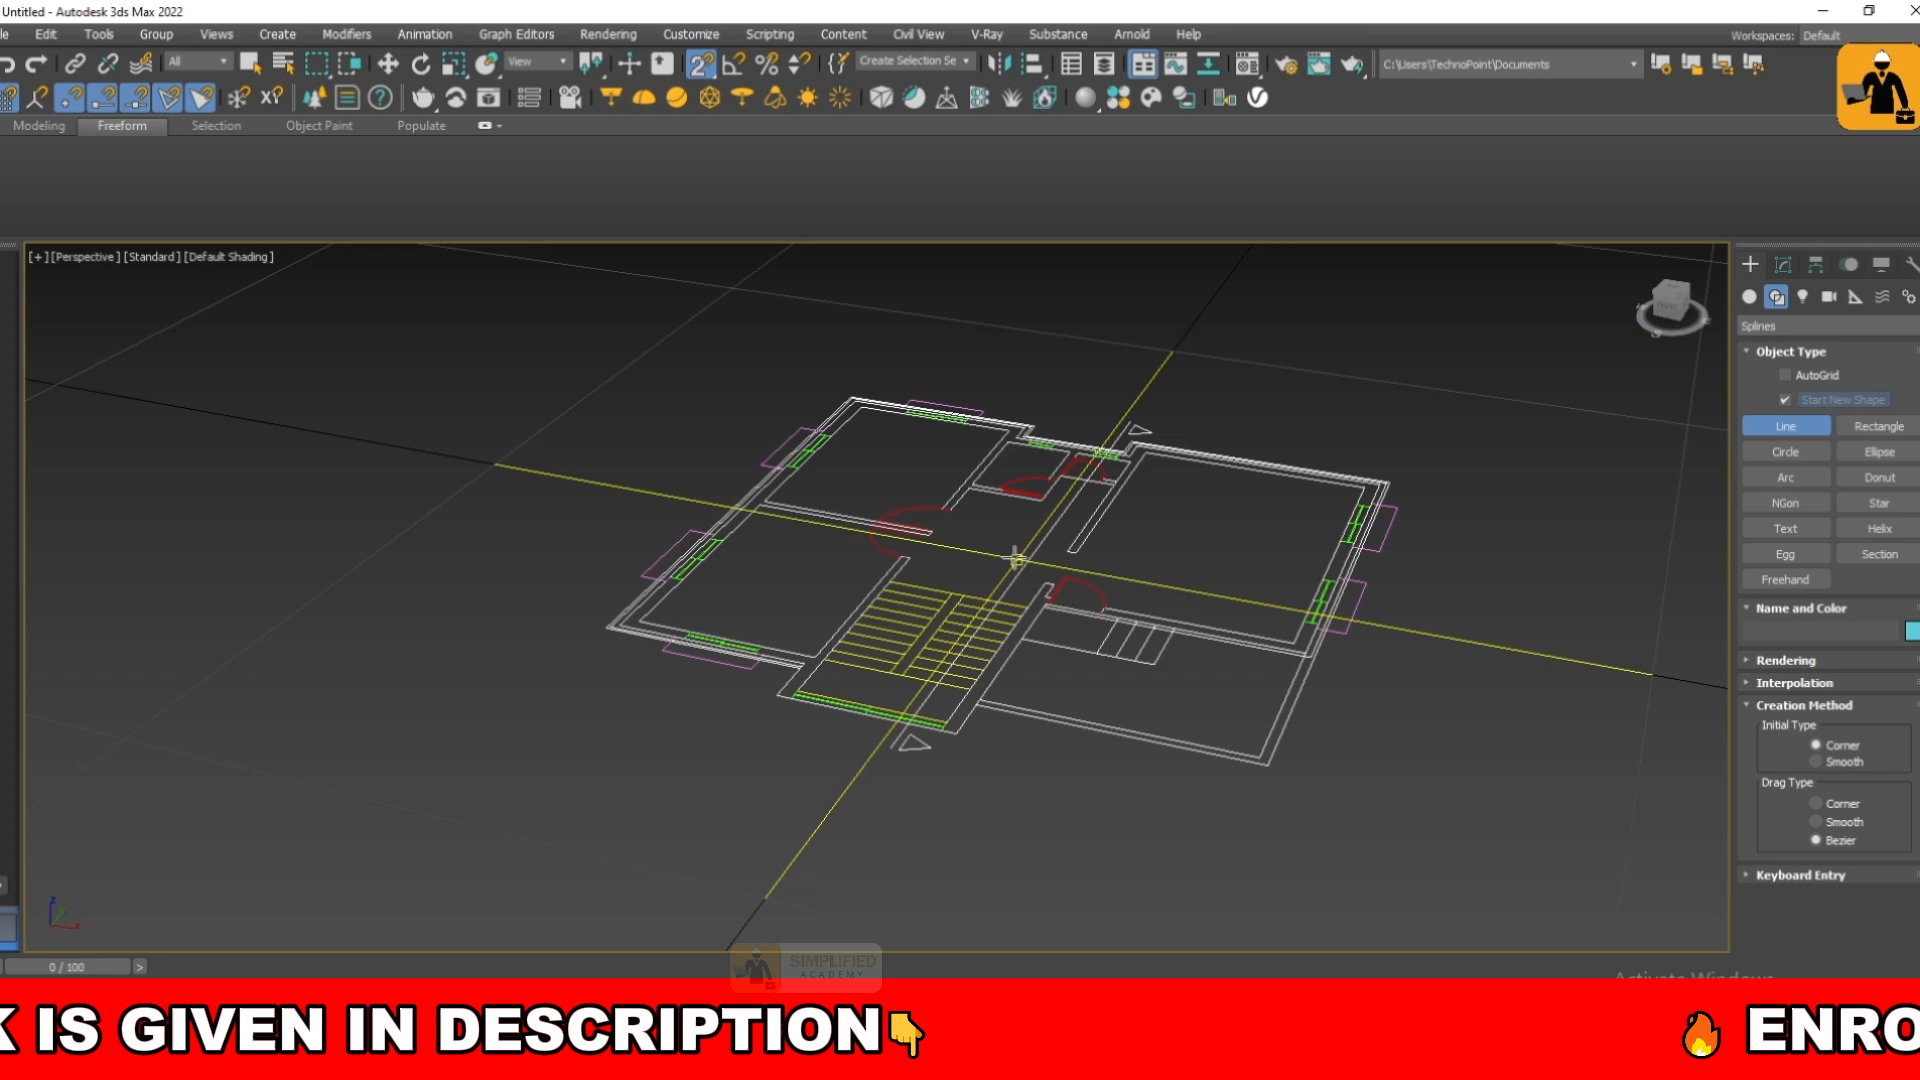 Untitled - Autodesk 3ds Max 2022
le Edit Tools Group Views Create Modifiers Animation Graph Editors Rendering Customize Scripting Content Civil View V-Ray Substance Arnold Help
Workspaces: Default
All
View
Create Selection Se
C:\Users\TechnoPoint\Documents
Modeling Freeform Selection Object Paint Populate
[+] [Perspective ] [Standard ] [Default Shading ]
Splines
Object Type
AutoGrid
Start New Shape
Line Rectangle
Circle Ellipse
Arc Donut
NGon Star
Text Helix
Egg Section
Freehand
Name and Color
Rendering
Interpolation
Creation Method
Initial Type
Corner
Smooth
Drag Type
Corner
Smooth
Bezier
Keyboard Entry
0 / 100 >
SIMPLIFIED
ACADEMY
Activate Windows
K IS GIVEN IN DESCRIPTION👇 🔥 ENRO